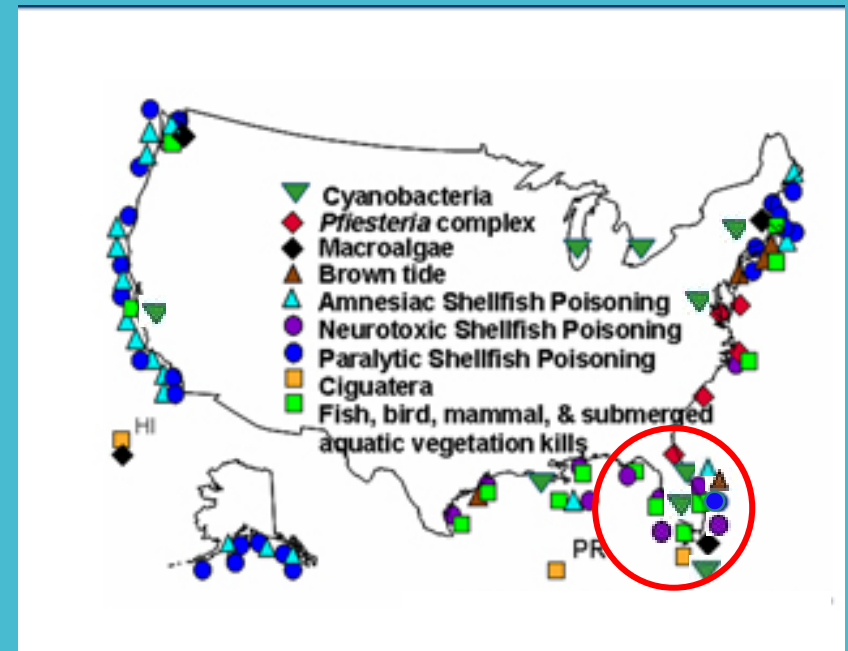 Cyanobacteria
Pfiesteria complex
Macroalgae
Brown tide
Amnesiac Shellfish Poisoning
Neurotoxic Shellfish Poisoning
Paralytic Shellfish Poisoning
Ciguatera
Fish, bird, mammal, & submerged
aquatic vegetation kills
HI
PR